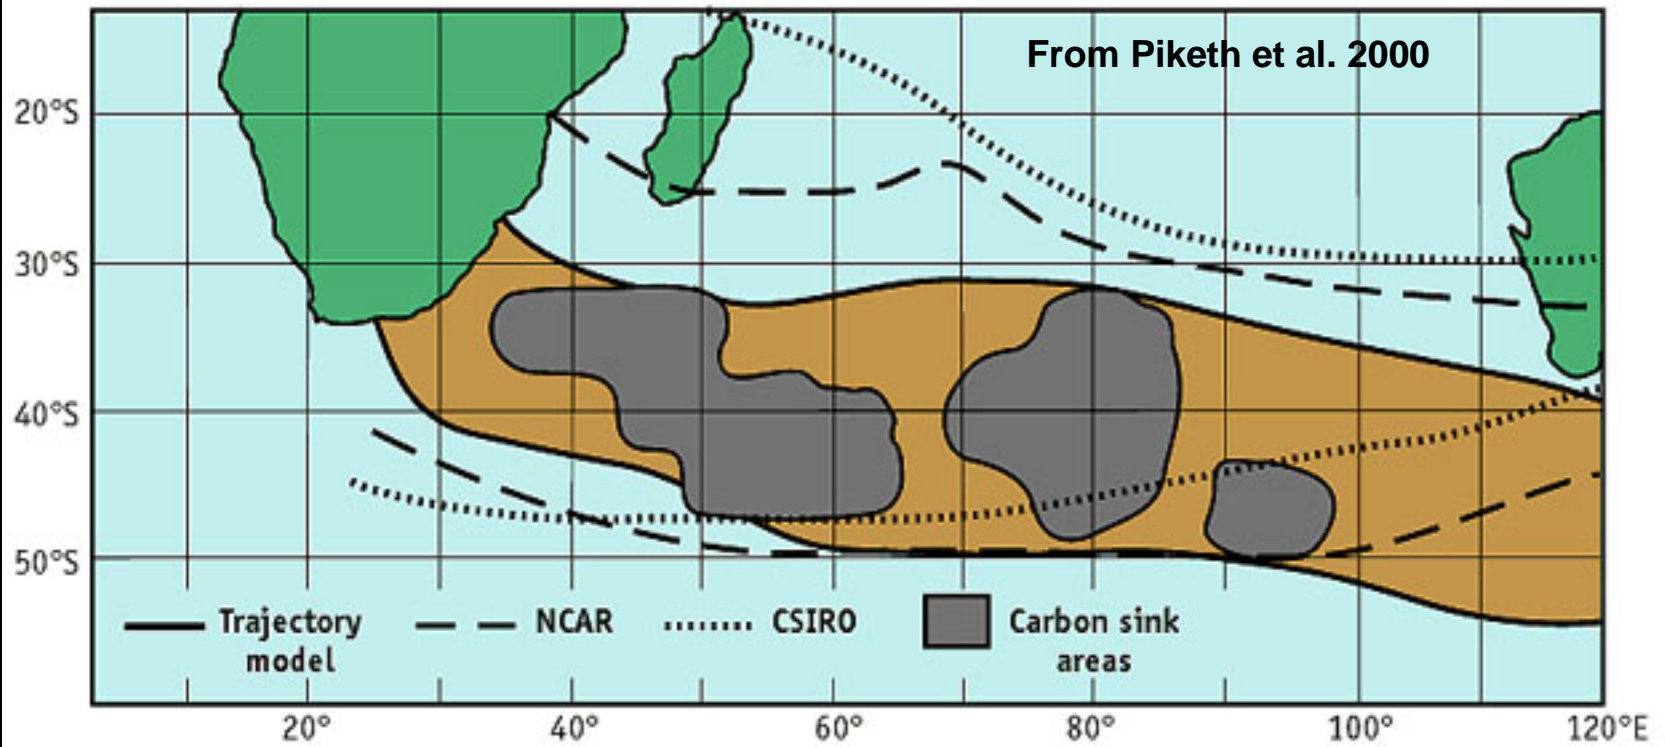 From Piketh et al. 2000
20°S
30°S
40°S
50°S
Trajectory model
NCAR
CSIRO
Carbon sink areas
20°
40°
60°
80°
100°
120°E